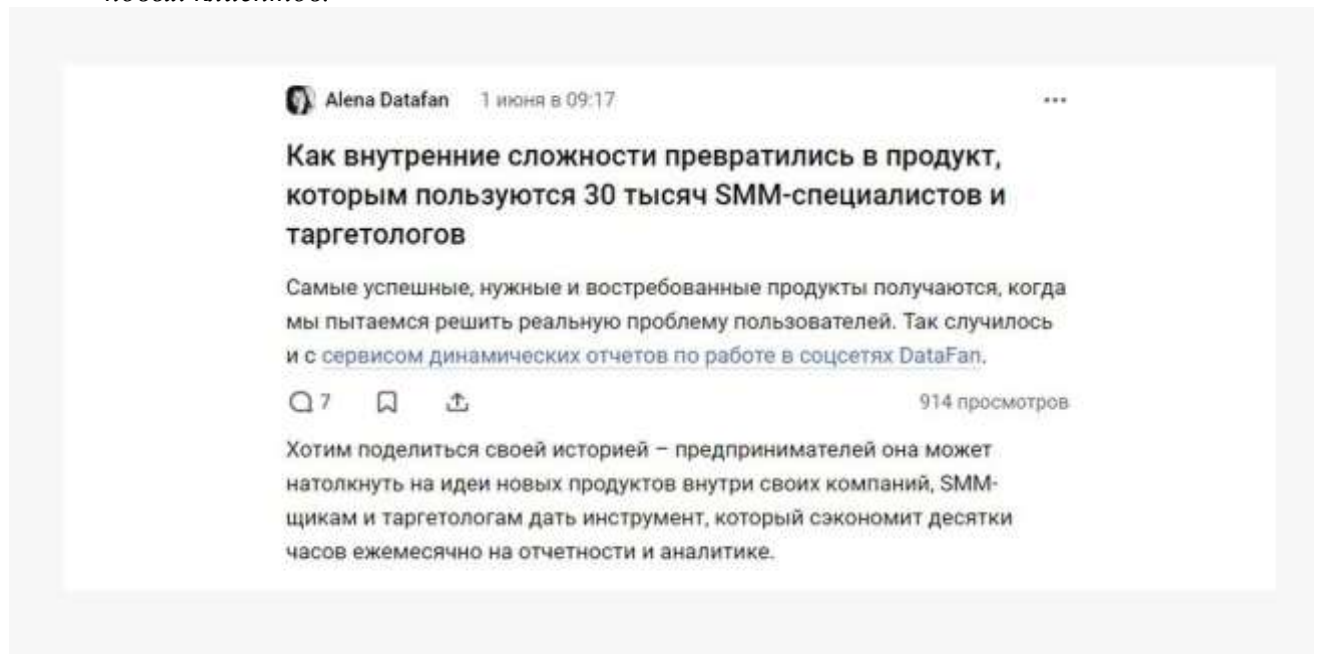 новых клиентов.
Alena Datafan 1 июня в 09:17
Как внутренние сложности превратились в продукт,
которым пользуются 30 тысяч SMM-специалистов и
таргетологов
Самые успешные, нужные и востребованные продукты получаются, когда
мы пытаемся решить реальную проблему пользователей. Так случилось
и с сервисом динамических отчетов по работе в соцсетях DataFan.
7 914 просмотров
Хотим поделиться своей историей – предпринимателей она может
натолкнуть на идеи новых продуктов внутри своих компаний, SMM-
щикам и таргетологам дать инструмент, который сэкономит десятки
часов ежемесячно на отчетности и аналитике.